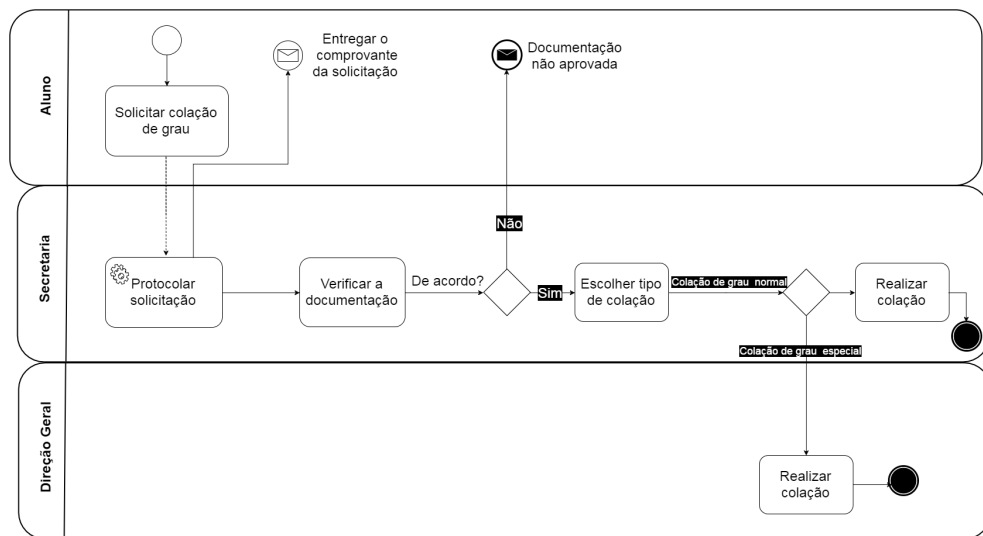 Aluno
Solicitar colação
de grau
Entregar o
comprovante
da solicitação
Documentação
não aprovada
Secretaria
Protocolar
solicitação
Verificar a
documentação
De acordo?
Não
Sim
Escolher tipo
de colação
Colação de grau normal
Realizar
colação
Colação de grau especial
Direção Geral
Realizar
colação